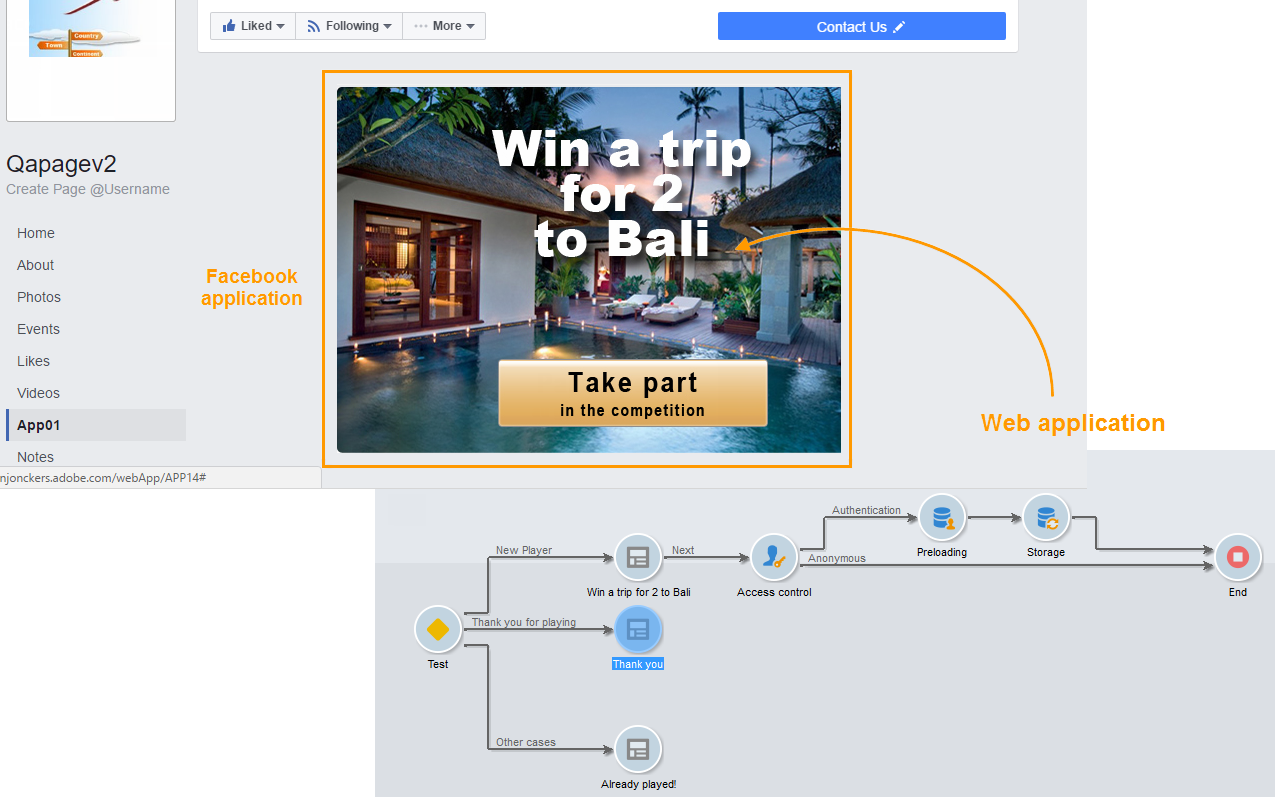 Country
Town
Continent
Liked
Following
More
Contact Us
Qapagev2
Create Page @Username
Home
About
Photos
Events
Likes
Videos
App01
Notes
njonckers.adobe.com/webApp/APP14#
Facebook
application
Win a trip
for 2
to Bali
Take part
in the competition
Web application
Authentication
Preloading
Storage
New Player
Next
Anonymous
Win a trip for 2 to Bali
Access control
End
Thank you for playing
Test
Thank you
Other cases
Already played!